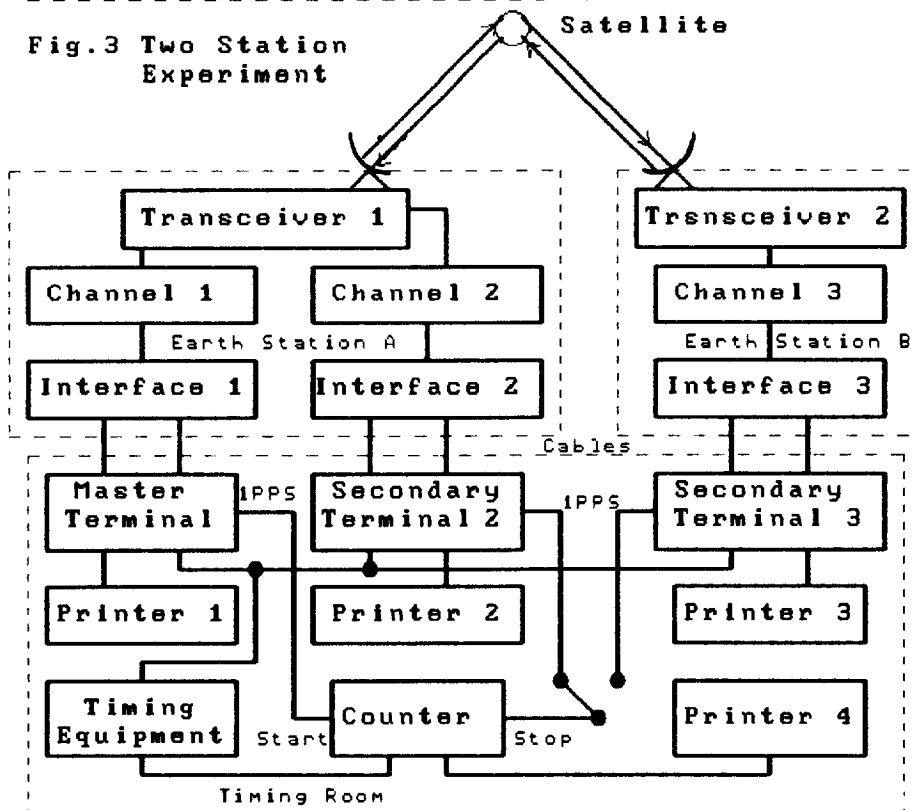 Fig.3 Two Station
Experiment
Satellite
Transceiver 1
Trsnsceiver 2
Channel 1
Channel 2
Channel 3
Earth Station A
Earth Station B
Interface 1
Interface 2
Interface 3
Cables
Master
Terminal
1PPS
Secondary
Terminal 2
1PPS
Secondary
Terminal 3
Printer 1
Printer 2
Printer 3
Timing
Equipment
Start
Counter
Stop
Printer 4
Timing Room